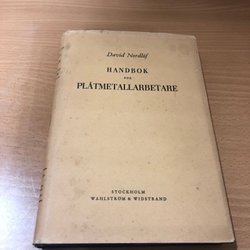 David Nordlöf
HANDBOK
FÖR
PLÅTMETALLARBETARE
STOCKHOLM
WAHLSTRÖM & WIDSTRAND